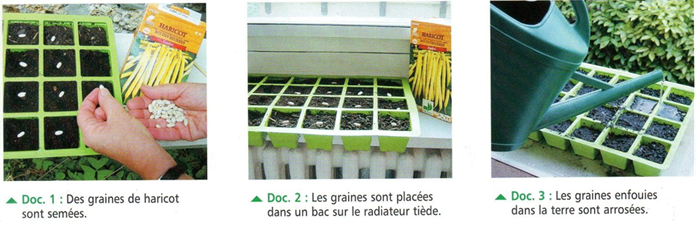 HARICOT
HARICOT
▲ Doc. 1 : Des graines de haricot
sont semées.
▲ Doc. 2 : Les graines sont placées
dans un bac sur le radiateur tiède.
▲ Doc. 3 : Les graines enfouies
dans la terre sont arrosées.